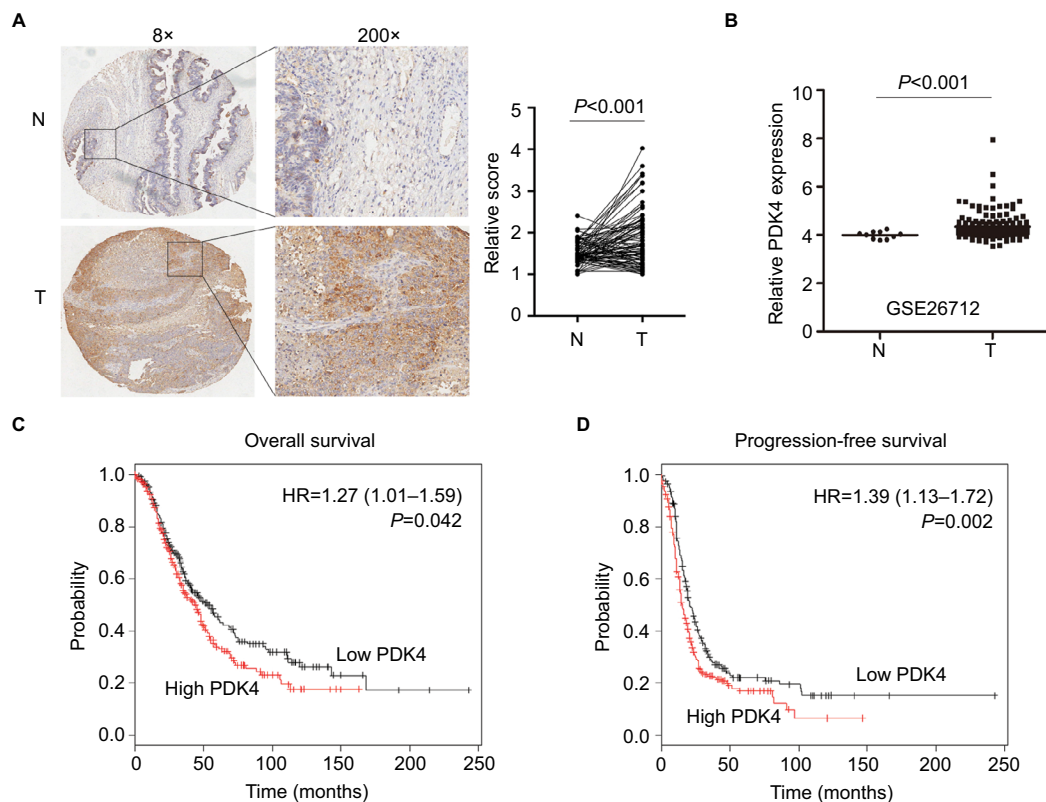 A
8×
200×
N
T
Relative score
5
4
3
2
1
0
P<0.001
N
T
B
Relative PDK4 expression
10
8
6
4
2
0
P<0.001
GSE26712
N
T
C
Overall survival
Probability
1.0
0.8
0.6
0.4
0.2
0.0
HR=1.27 (1.01–1.59)
P=0.042
Low PDK4
High PDK4
0
50
100
150
200
250
Time (months)
D
Progression-free survival
Probability
1.0
0.8
0.6
0.4
0.2
0.0
HR=1.39 (1.13–1.72)
P=0.002
Low PDK4
High PDK4
0
50
100
150
200
250
Time (months)